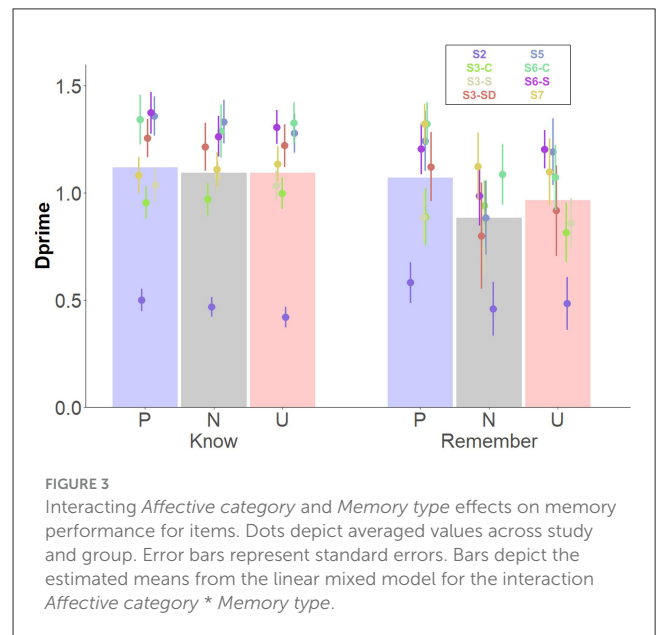 S2 S5
S3-C S6-C
S3-S S6-S
S3-SD S7
1.5
1.0
0.5
0.0
Dprime
P N U P N U
Know Remember
FIGURE 3
Interacting Affective category and Memory type effects on memory
performance for items. Dots depict averaged values across study
and group. Error bars represent standard errors. Bars depict the
estimated means from the linear mixed model for the interaction
Affective category * Memory type.